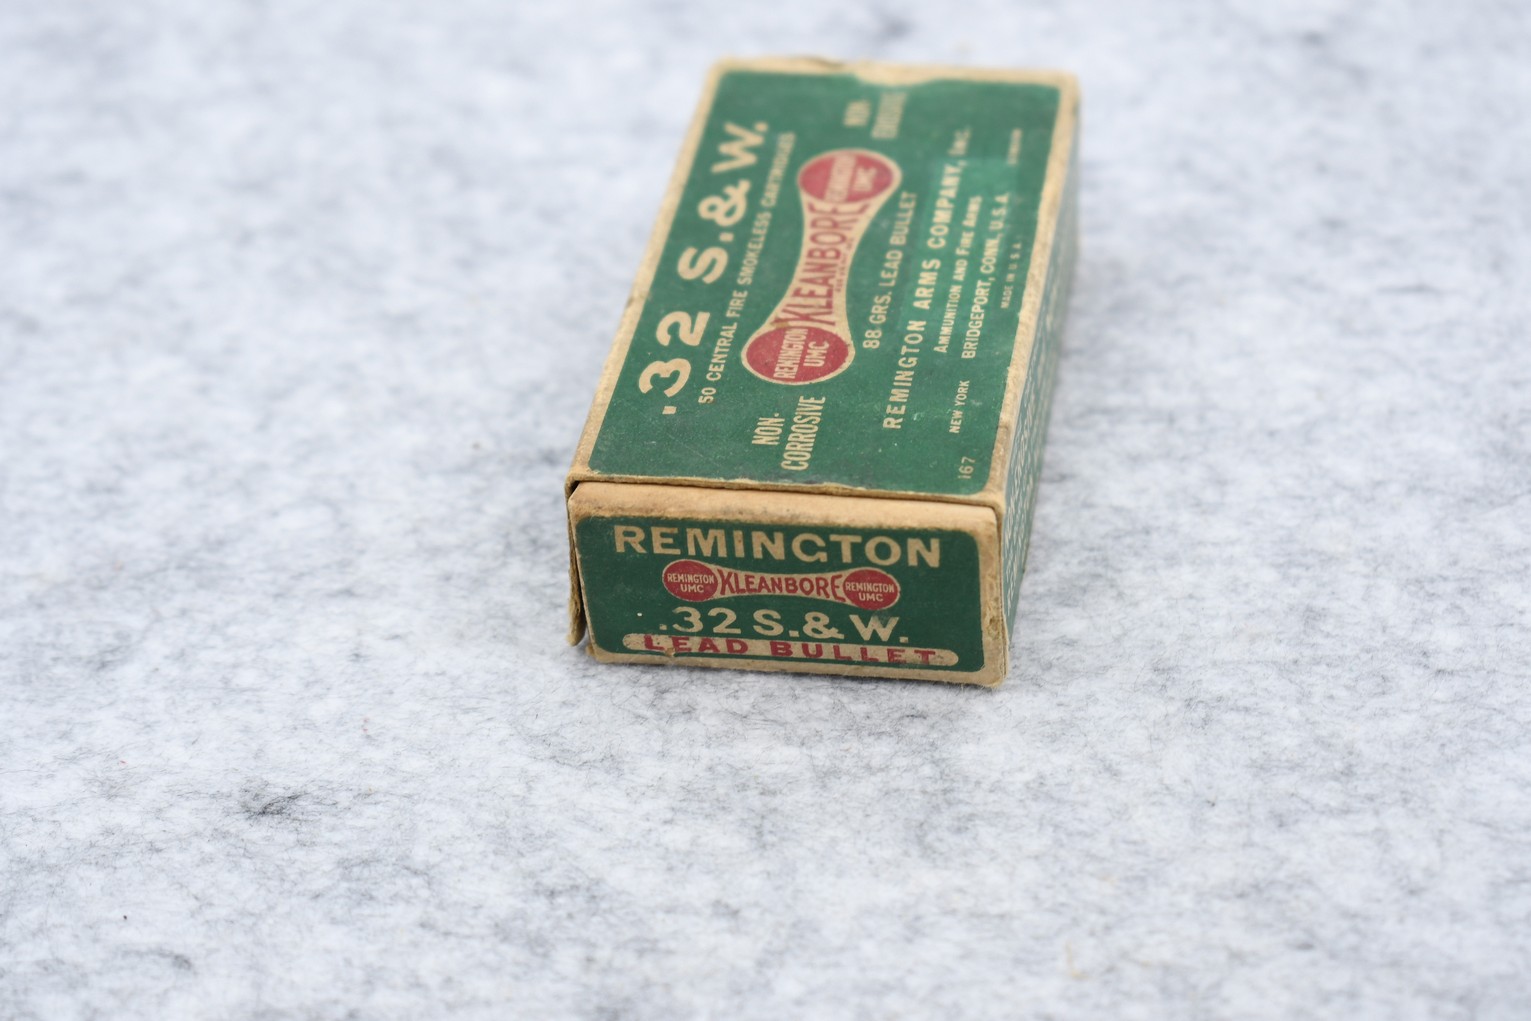 .32 S.& W.
50 CENTRAL FIRE SMOKELESS CARTRIDGES
NON-
CORROSIVE
REMINGTON
UMC
KLEANBORE
REMINGTON
UMC
88 GRS. LEAD BULLET
REMINGTON ARMS COMPANY, Inc.
AMMUNITION AND FIRE ARMS
NEW YORK
BRIDGEPORT, CONN., U.S.A.
MADE IN U.S.A.
167
REMINGTON
REMINGTON
UMC
KLEANBORE
REMINGTON
UMC
.32 S.& W.
LEAD BULLET